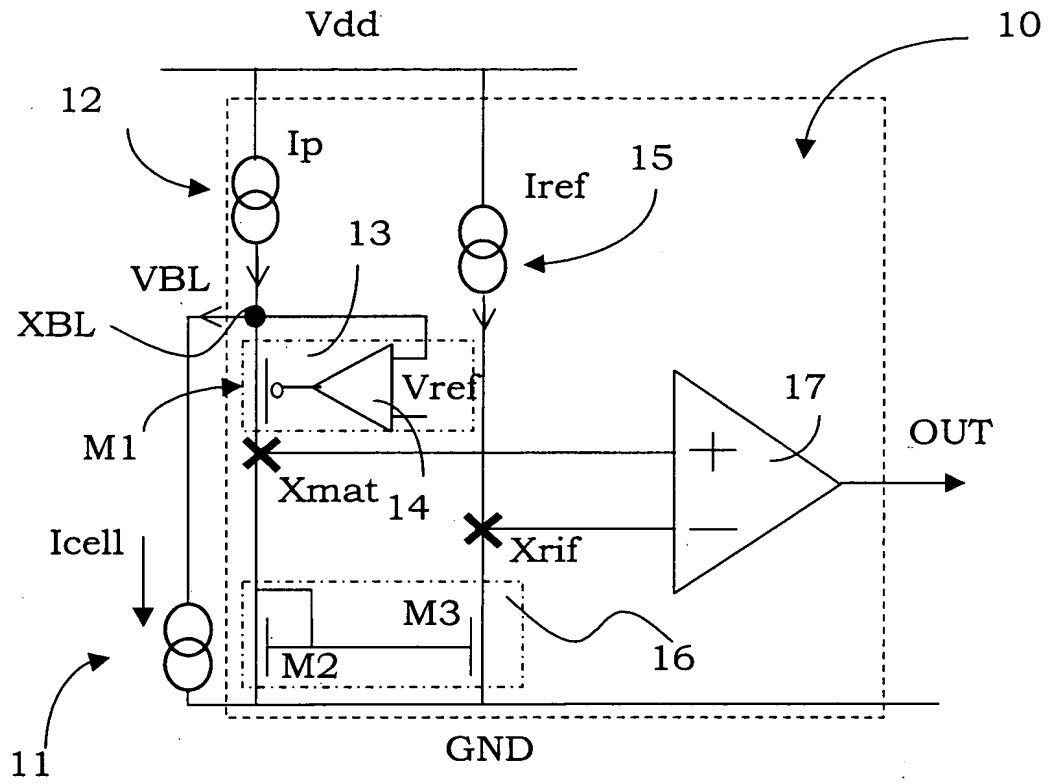 Vdd
10
12
Ip
15
Iref
13
VBL
XBL
Vref
17
M1
OUT
+
Xmat
14
−
Icell
Xrif
M3
M2
16
GND
11